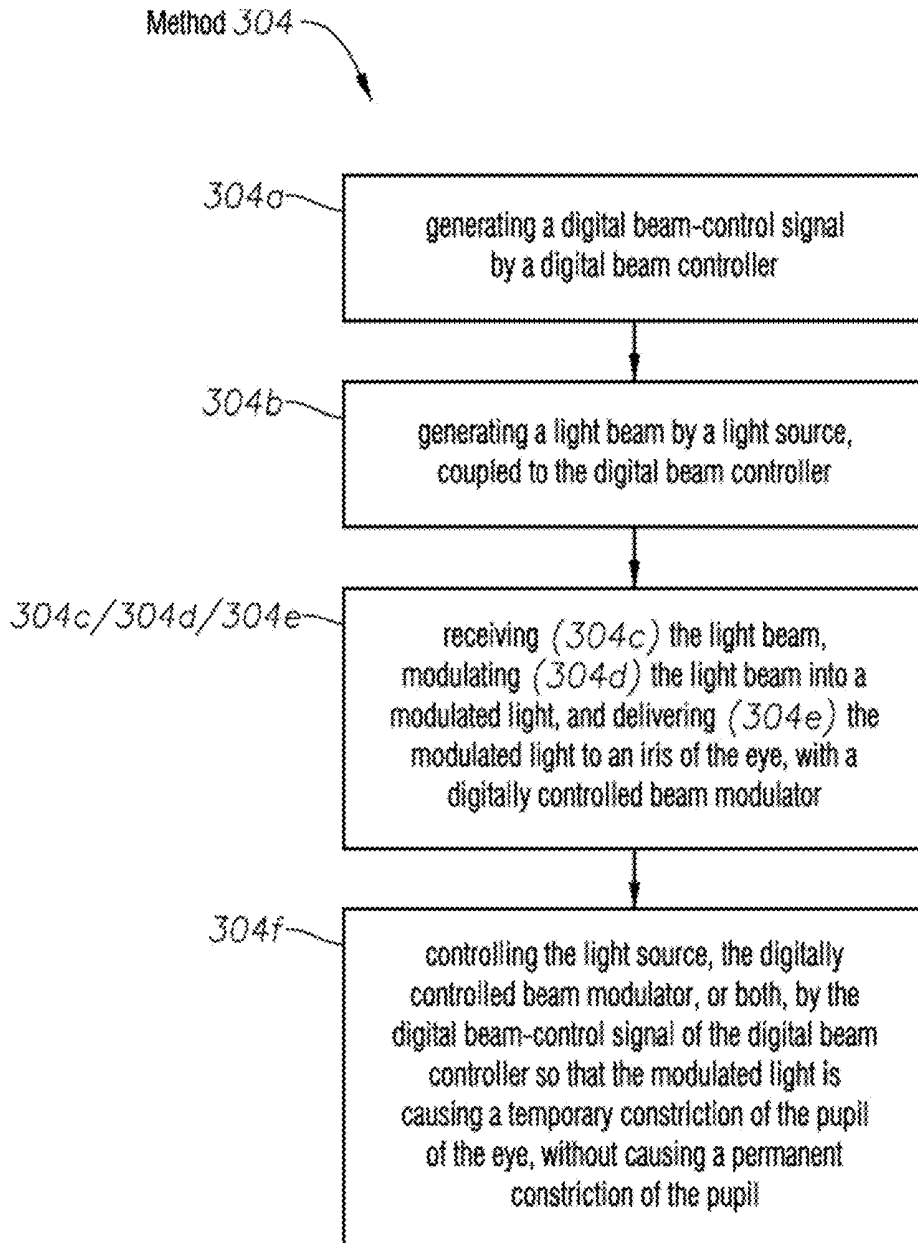 Method 304
304a
generating a digital beam-control signal
by a digital beam controller
304b
generating a light beam by a light source,
coupled to the digital beam controller
304c/304d/304e
receiving (304c) the light beam,
modulating (304d) the light beam into a
modulated light, and delivering (304e) the
modulated light to an iris of the eye, with a
digitally controlled beam modulator
304f
controlling the light source, the digitally
controlled beam modulator, or both, by the
digital beam-control signal of the digital beam
controller so that the modulated light is
causing a temporary constriction of the pupil
of the eye, without causing a permanent
constriction of the pupil